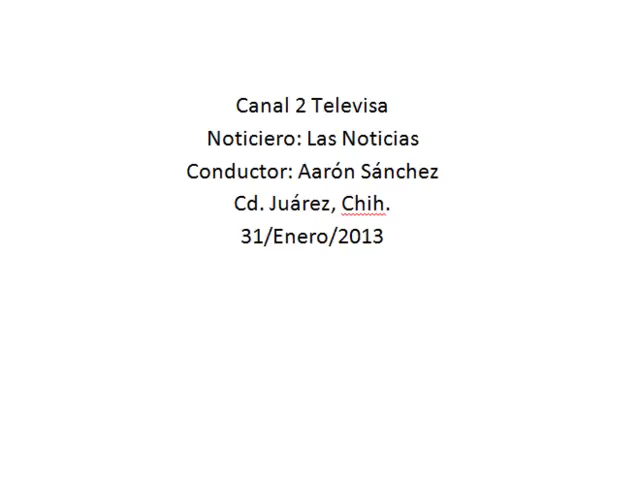 Canal 2 Televisa
Noticiero: Las Noticias
Conductor: Aarón Sánchez
Cd. Juárez, Chih.
31/Enero/2013